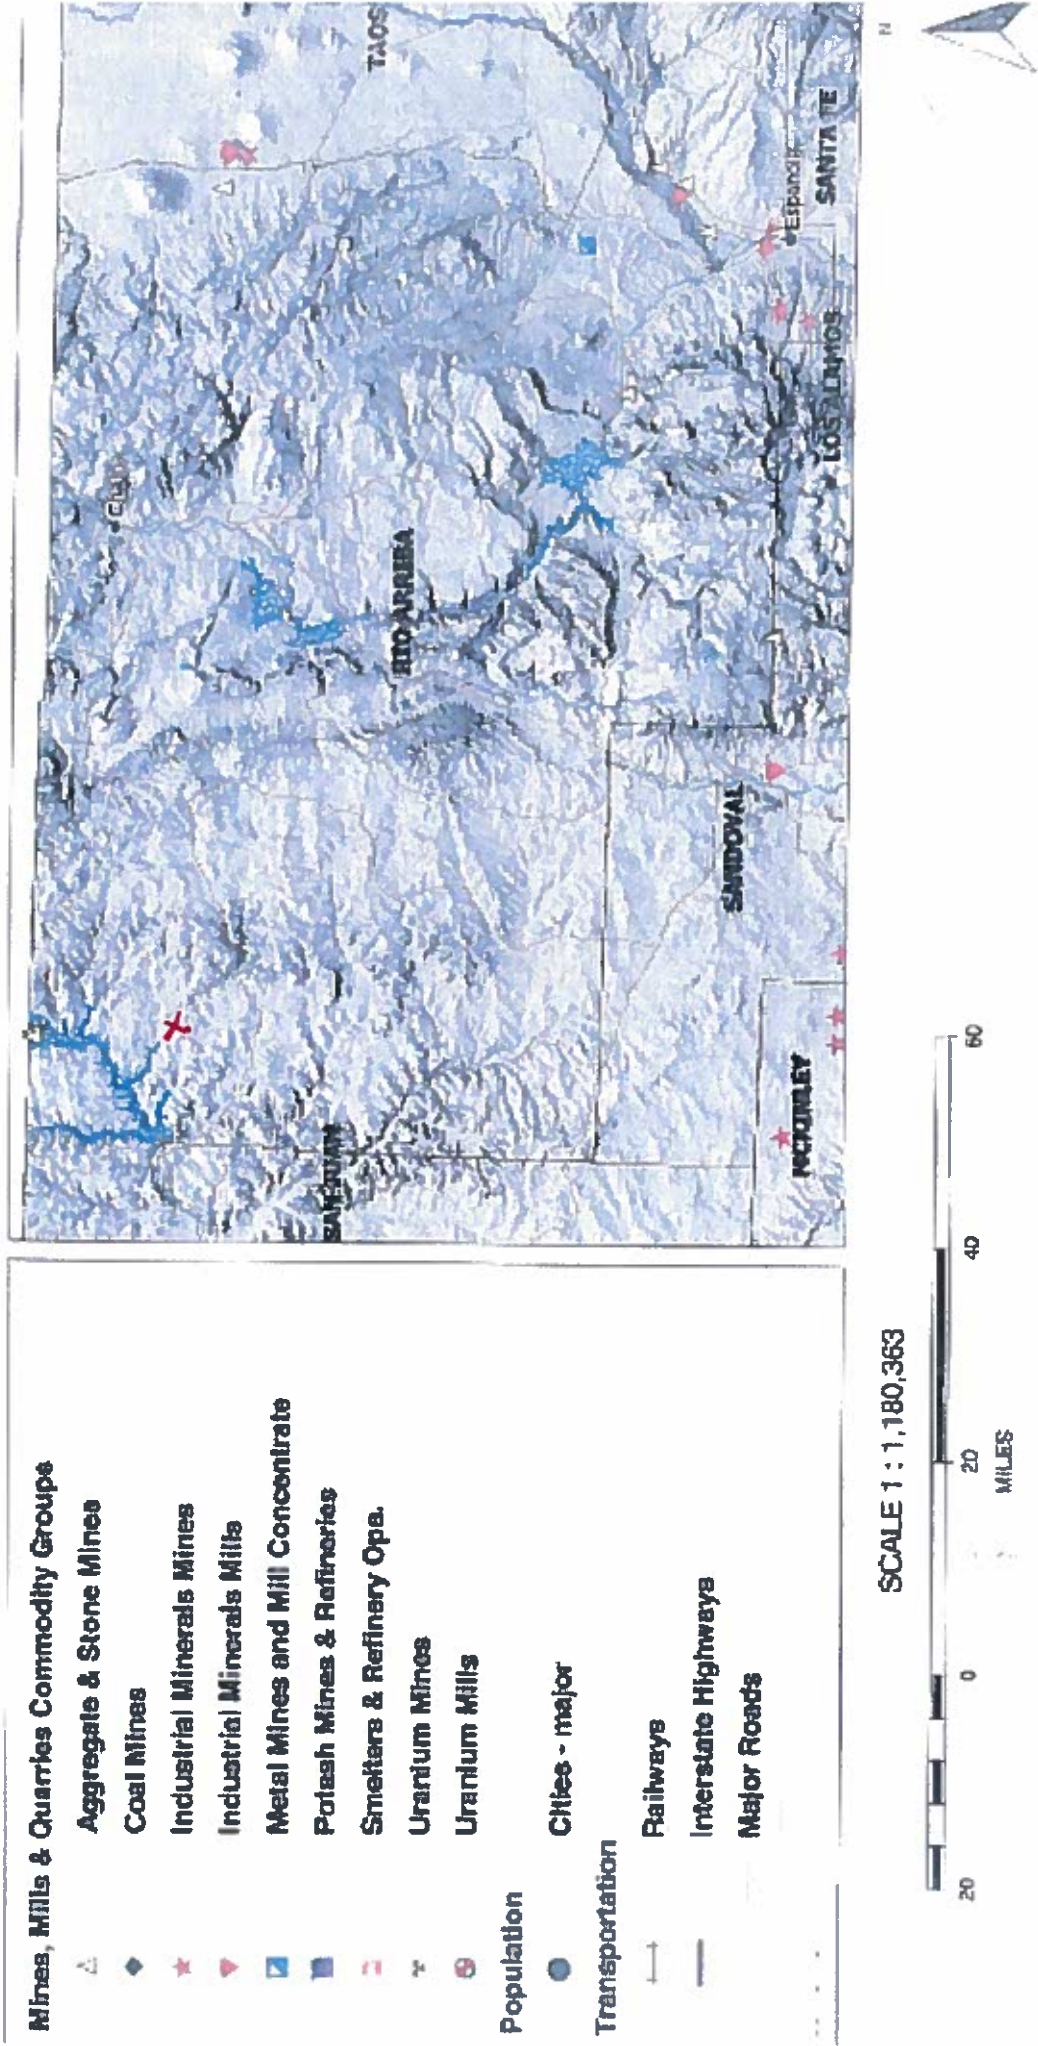 Mines, Mills & Quarries Commodity Groups
Aggregate & Stone Mines
Coal Mines
Industrial Minerals Mines
Industrial Minerals Mills
Metal Mines and Mill Concentrate
Potash Mines & Refineries
Smelters & Refinery Ops.
Uranium Mines
Uranium Mills
Population
Cities - major
Transportation
Railways
Interstate Highways
Major Roads
TAOS
RIO ARRIBA
SAN JUAN
SANDOVAL
MCKINLEY
LOS ALAMOS
SANTA FE
Espanola
N
SCALE 1 : 1,180,363
20 0 20 40 60
MILES